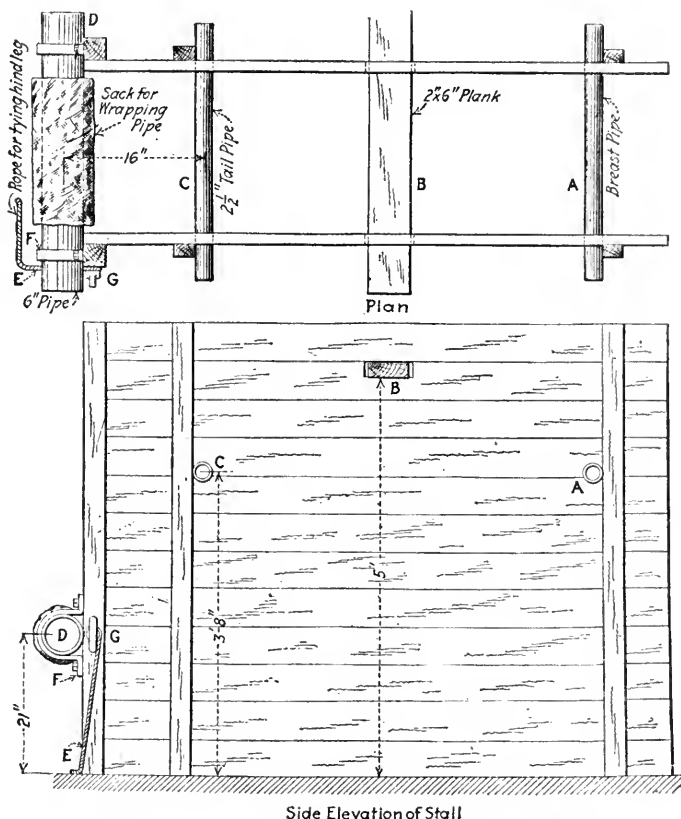 D
Rope for tying hind leg
Sack for
Wrapping
Pipe
16"
C
2½" Tail Pipe
2"x6" Plank
B
A
Breast Pipe
F
E
G
6" Pipe
Plan
B
C
A
5'
3'-8"
D
G
F
21"
E
Side Elevation of Stall